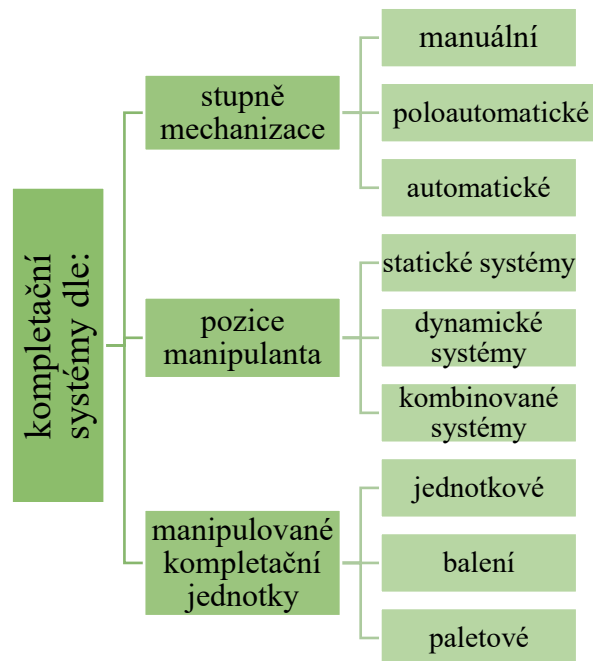 kompletační
systémy dle:
stupně
mechanizace
manuální
poloautomatické
automatické
pozice
manipulanta
statické systémy
dynamické
systémy
kombinované
systémy
manipulované
kompletační
jednotky
jednotkové
balení
paletové